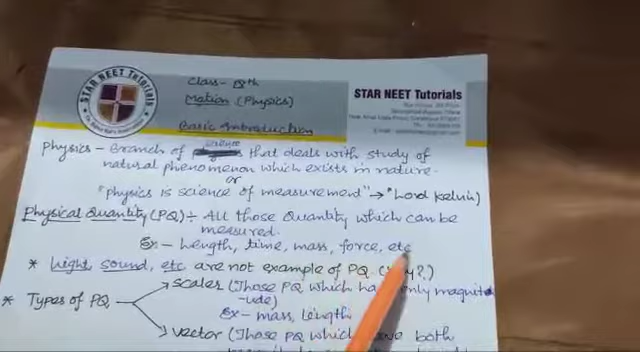 STAR NEET Tutorials
Motion (Physics)
STAR NEET Tutorials
Basic Introduction
Physics - Branch of science that deals with study of
natural phenomenon which exists in nature.
or
"Physics is science of measurement" → "Lord Kelvin)
Physical Quantity (PQ) ÷ All those Quantity which can be
measured.
Ex - Length, time, mass, force, etc
* Light, sound, etc are not example of PQ. (Why?)
* Types of PQ
scaler (Those PQ which have only magnit-
-ude)
Ex - mass, length
vector (Those PQ which have both